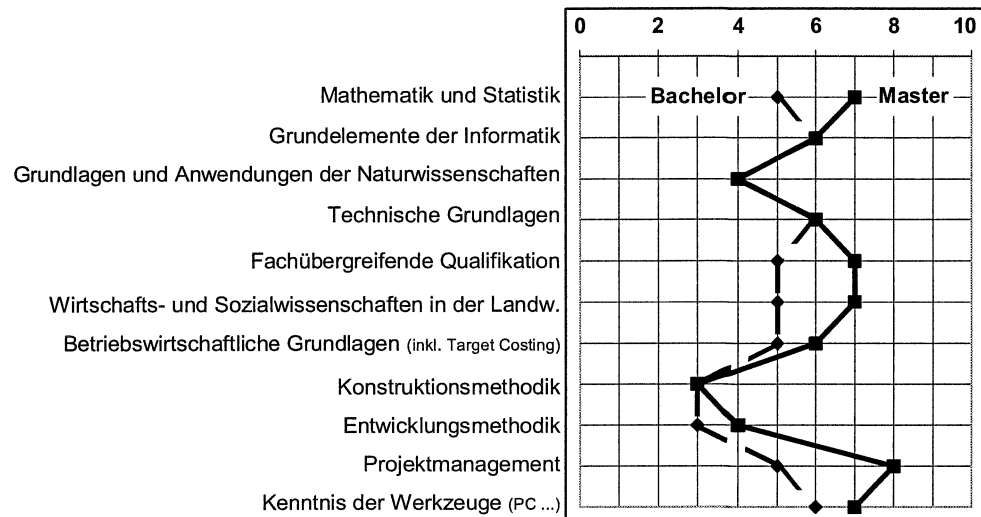 0 2 4 6 8 10
Mathematik und Statistik
Bachelor
Master
Grundelemente der Informatik
Grundlagen und Anwendungen der Naturwissenschaften
Technische Grundlagen
Fachübergreifende Qualifikation
Wirtschafts- und Sozialwissenschaften in der Landw.
Betriebswirtschaftliche Grundlagen (inkl. Target Costing)
Konstruktionsmethodik
Entwicklungsmethodik
Projektmanagement
Kenntnis der Werkzeuge (PC ...)